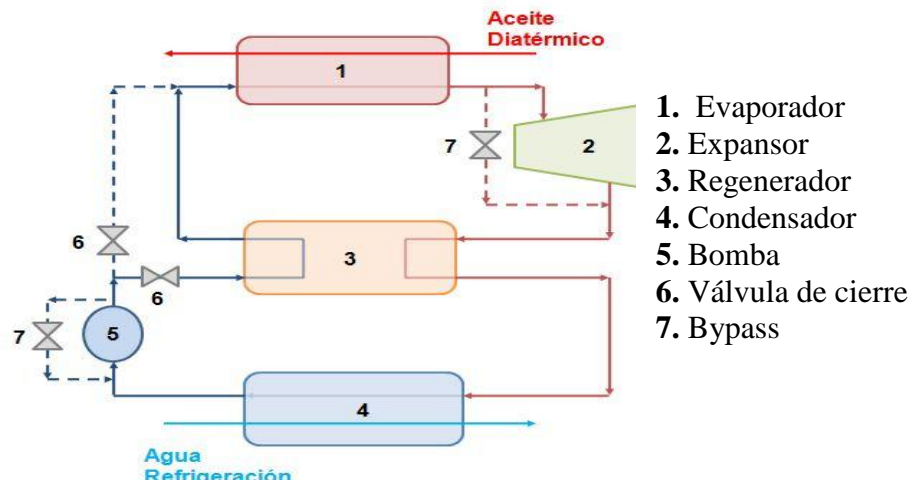 Aceite
Diatérmico
1
7
2
6
3
6
7
5
4
Agua
Refrigeración
1. Evaporador
2. Expansor
3. Regenerador
4. Condensador
5. Bomba
6. Válvula de cierre
7. Bypass